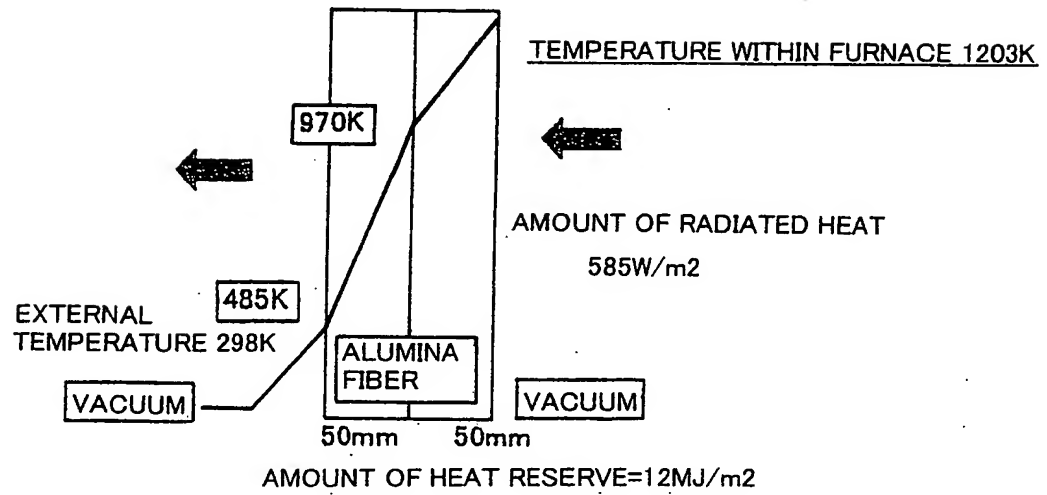 TEMPERATURE WITHIN FURNACE 1203K
970K
AMOUNT OF RADIATED HEAT
585W/m2
485K
EXTERNAL
TEMPERATURE 298K
ALUMINA
FIBER
VACUUM
VACUUM
50mm
50mm
AMOUNT OF HEAT RESERVE=12MJ/m2